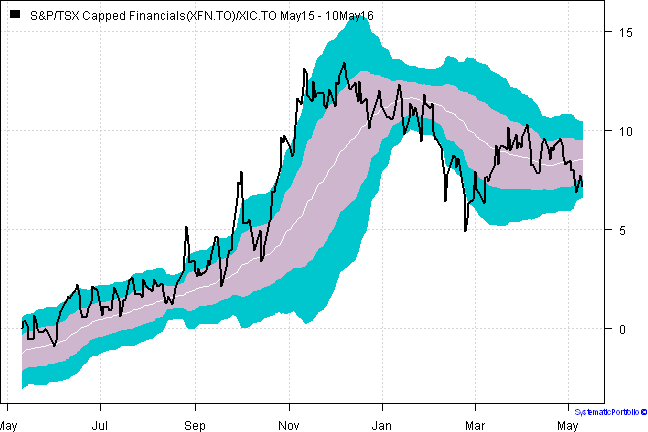 S&P/TSX Capped Financials(XFN.TO)/XIC.TO May15 - 10May16
15
10
5
0
May Jul Sep Nov Jan Mar May
SystematicPortfolio ©